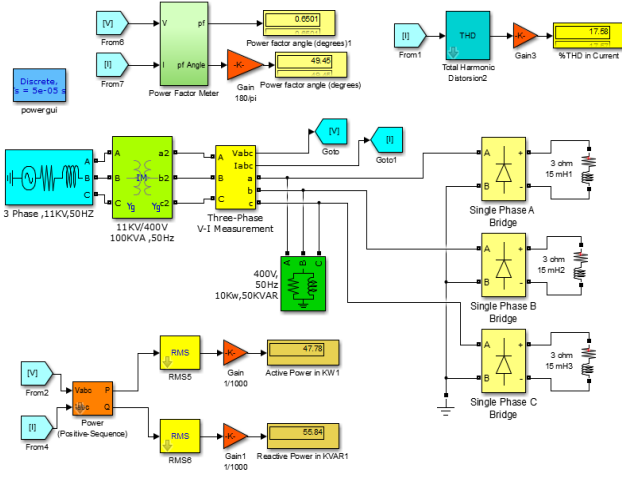 [V]
From6
[I]
From7
V
pf
I
pf Angle
Power Factor Meter
0.6501
Power factor angle (degrees)1
-K-
Gain
180/pi
49.45
Power factor angle (degrees)
[I]
From1
THD
Total Harmonic
Distorsion2
-K-
Gain3
17.58
%THD in Current
Discrete,
s = 5e-05 s
powergui
A
B
C
3 Phase ,11KV,50HZ
A
B
C
IM
Yg
Yg
a2
b2
c2
11KV/400V
100KVA ,50Hz
A
B
C
Vabc
Iabc
a
b
c
Three-Phase
V-I Measurement
[V]
Goto
[I]
Goto1
A
B
C
400V,
50Hz
10Kw,50KVAR
A
B
+
-
Single Phase A
Bridge
3 ohm
15 mH1
A
B
+
-
Single Phase B
Bridge
3 ohm
15 mH2
A
B
+
-
Single Phase C
Bridge
3 ohm
15 mH3
[V]
From2
[I]
From4
Vabc
P
Q
Power
(Positive-Sequence)
RMS
RMS5
-K-
Gain
1/1000
47.78
Active Power in KW1
RMS
RMS6
-K-
Gain1
1/1000
55.84
Reactive Power in KVAR1